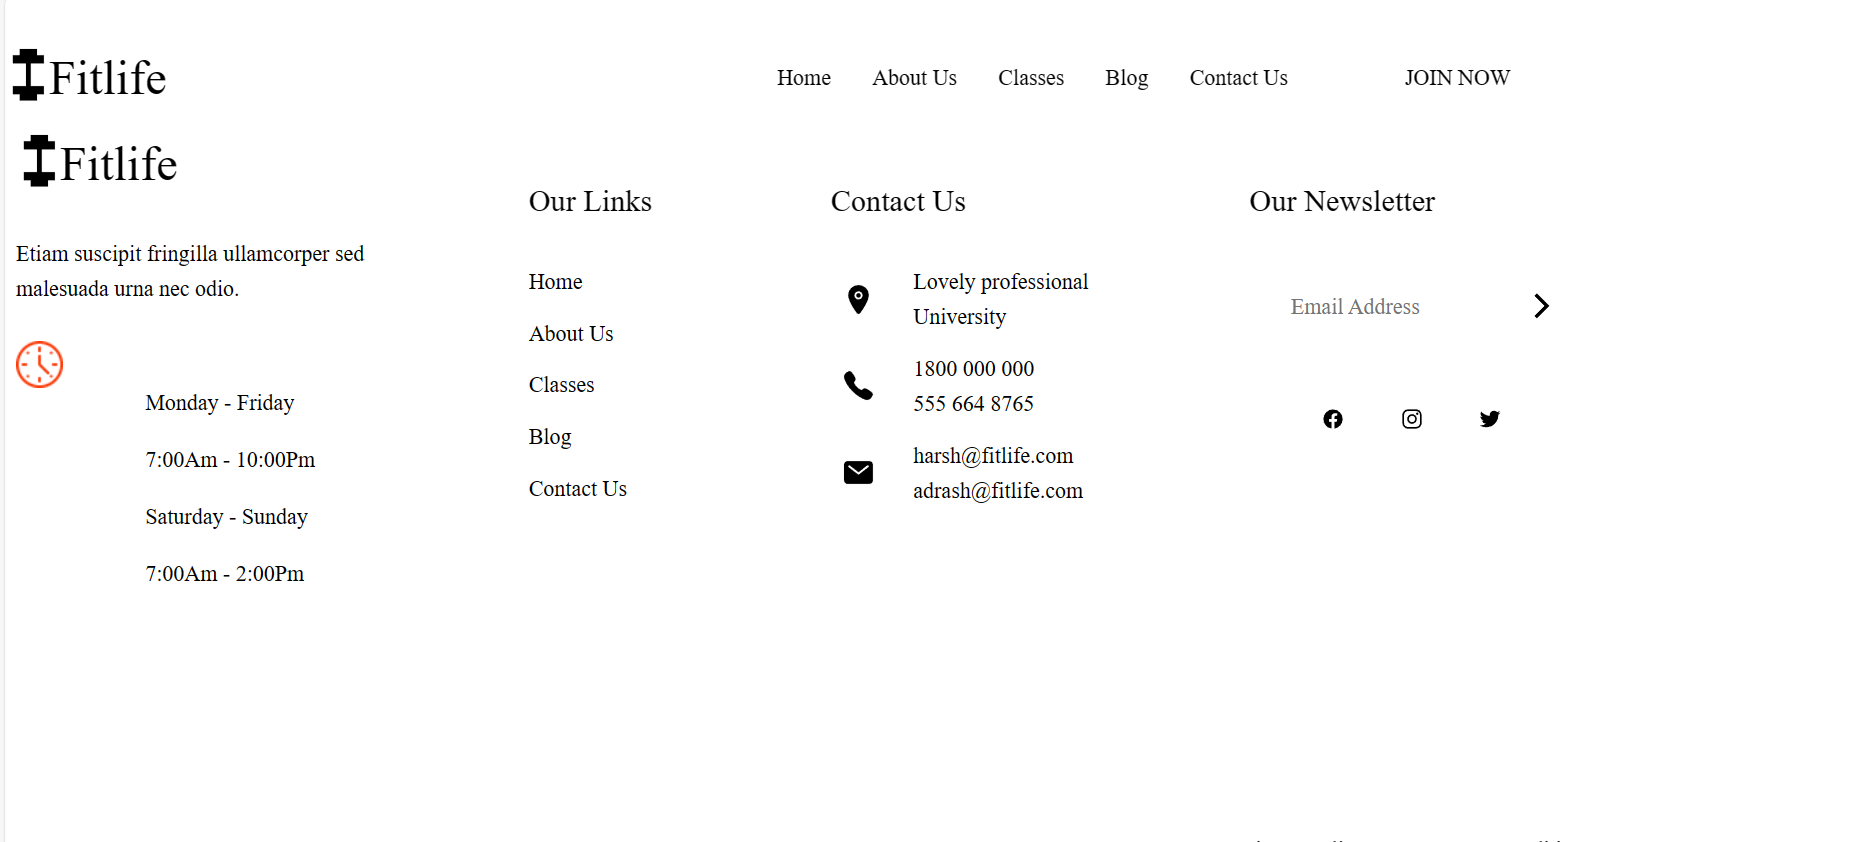 Fitlife
Home About Us Classes Blog Contact Us JOIN NOW
Fitlife
Etiam suscipit fringilla ullamcorper sed
malesuada urna nec odio.
Monday - Friday
7:00Am - 10:00Pm
Saturday - Sunday
7:00Am - 2:00Pm
Our Links
Home
About Us
Classes
Blog
Contact Us
Contact Us
Lovely professional
University
1800 000 000
555 664 8765
harsh@fitlife.com
adrash@fitlife.com
Our Newsletter
Email Address